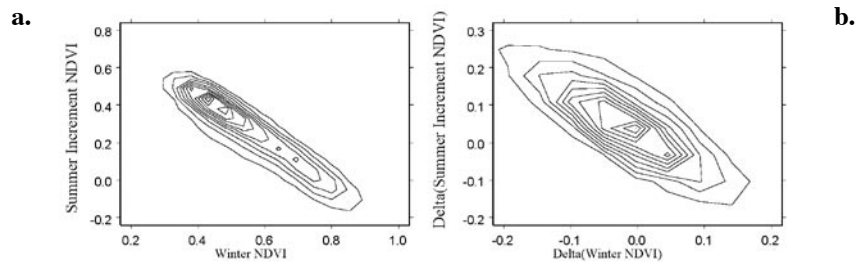 a.
Summer Increment NDVI
0.8
0.6
0.4
0.2
0.0
-0.2
0.2 0.4 0.6 0.8 1.0
Winter NDVI
b.
Delta(Summer Increment NDVI)
0.3
0.2
0.1
0.0
-0.1
-0.2
-0.2 -0.1 0.0 0.1 0.2
Delta(Winter NDVI)